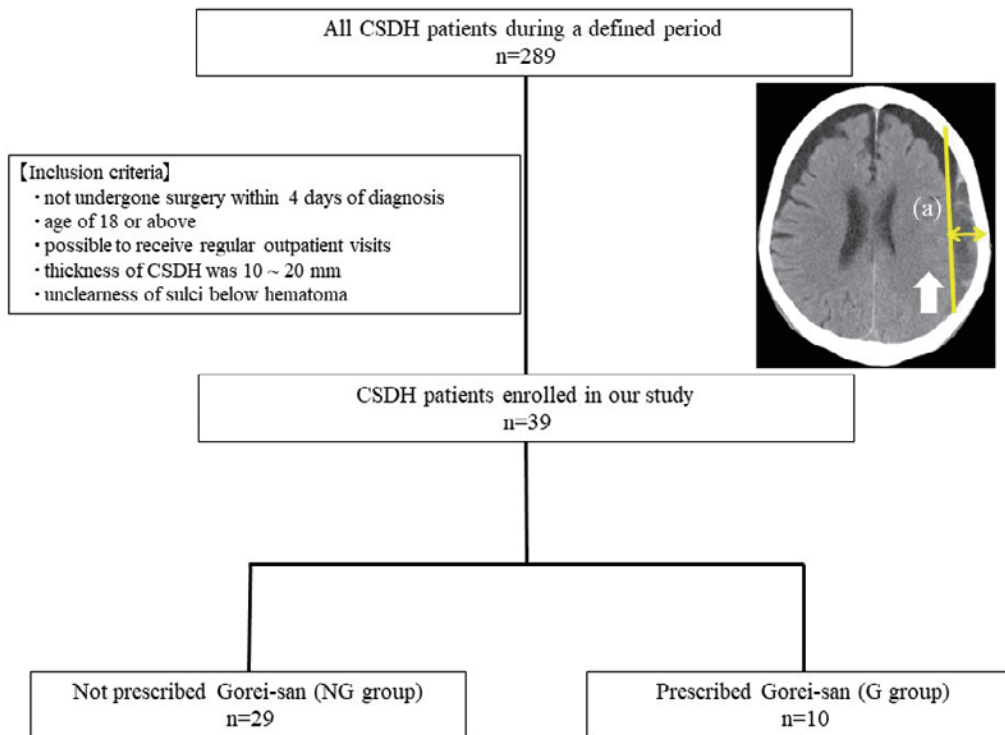 All CSDH patients during a defined period
n=289
【Inclusion criteria】
・not undergone surgery within 4 days of diagnosis
・age of 18 or above
・possible to receive regular outpatient visits
・thickness of CSDH was 10 ~ 20 mm
・unclearness of sulci below hematoma
(a)
CSDH patients enrolled in our study
n=39
Not prescribed Gorei-san (NG group)
n=29
Prescribed Gorei-san (G group)
n=10